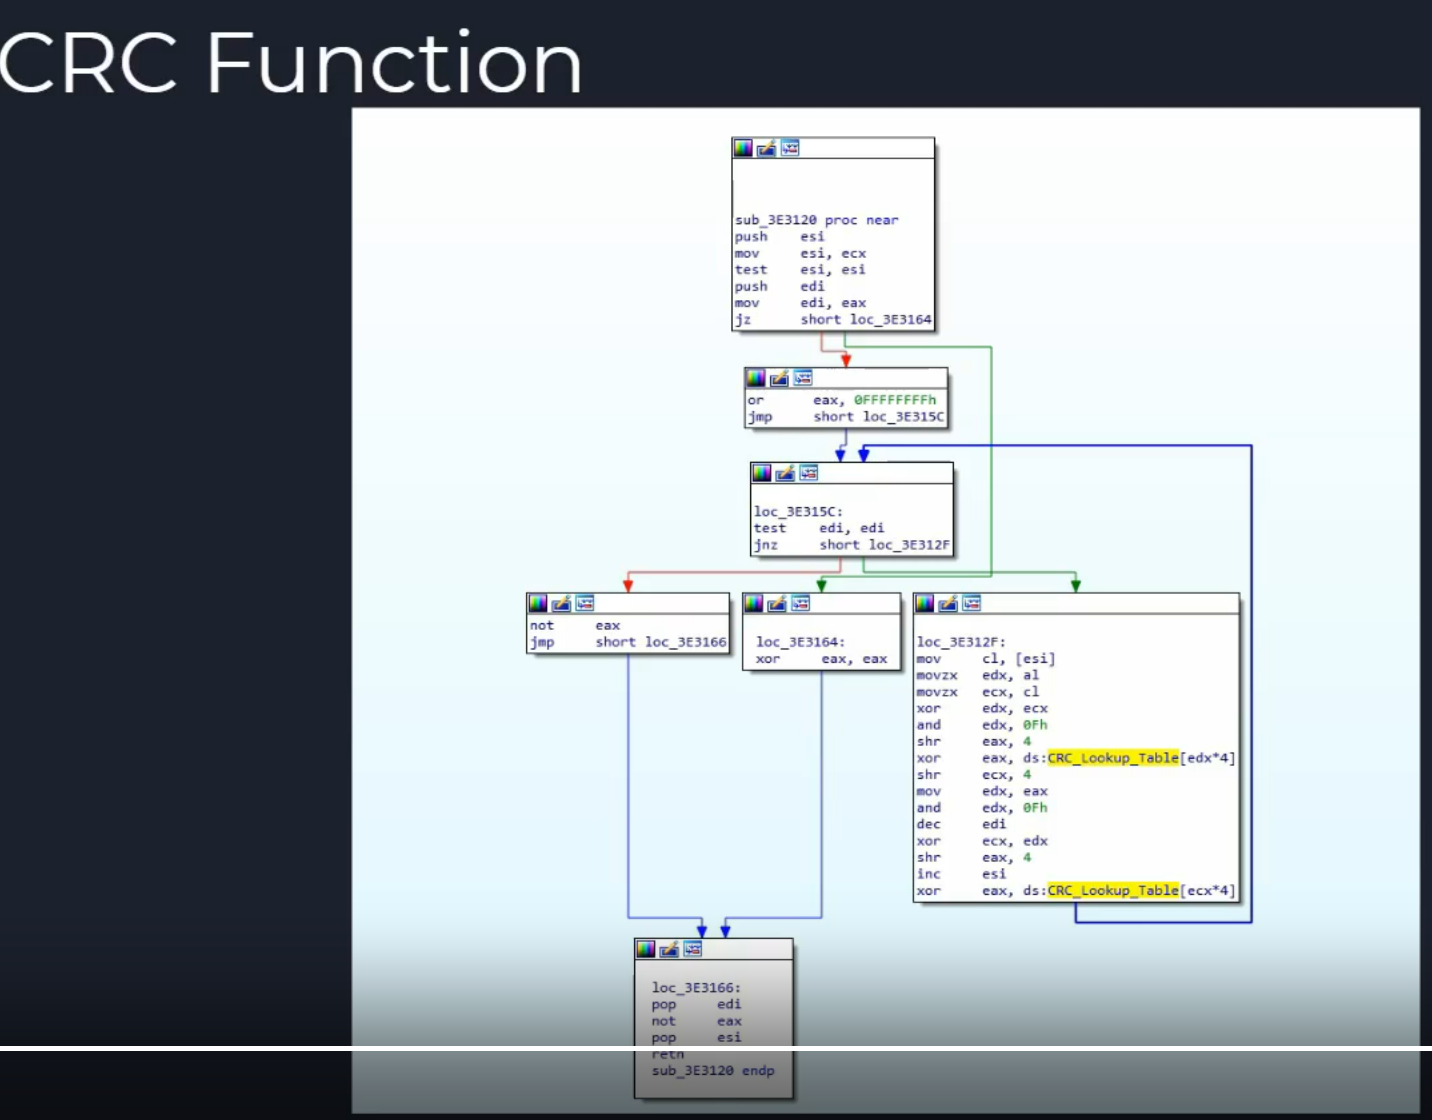 CRC Function
sub_3E3120 proc near
push esi
mov esi, ecx
test esi, esi
push edi
mov edi, eax
jz short loc_3E3164
or eax, 0FFFFFFFFh
jmp short loc_3E315C
loc_3E315C:
test edi, edi
jnz short loc_3E312F
not eax
jmp short loc_3E3166
loc_3E3164:
xor eax, eax
loc_3E312F:
mov cl, [esi]
movzx edx, al
movzx ecx, cl
xor edx, ecx
and edx, 0Fh
shr eax, 4
xor eax, ds:CRC_Lookup_Table[edx*4]
shr ecx, 4
mov edx, eax
and edx, 0Fh
dec edi
xor ecx, edx
shr eax, 4
inc esi
xor eax, ds:CRC_Lookup_Table[ecx*4]
loc_3E3166:
pop edi
not eax
pop esi
retn
sub_3E3120 endp